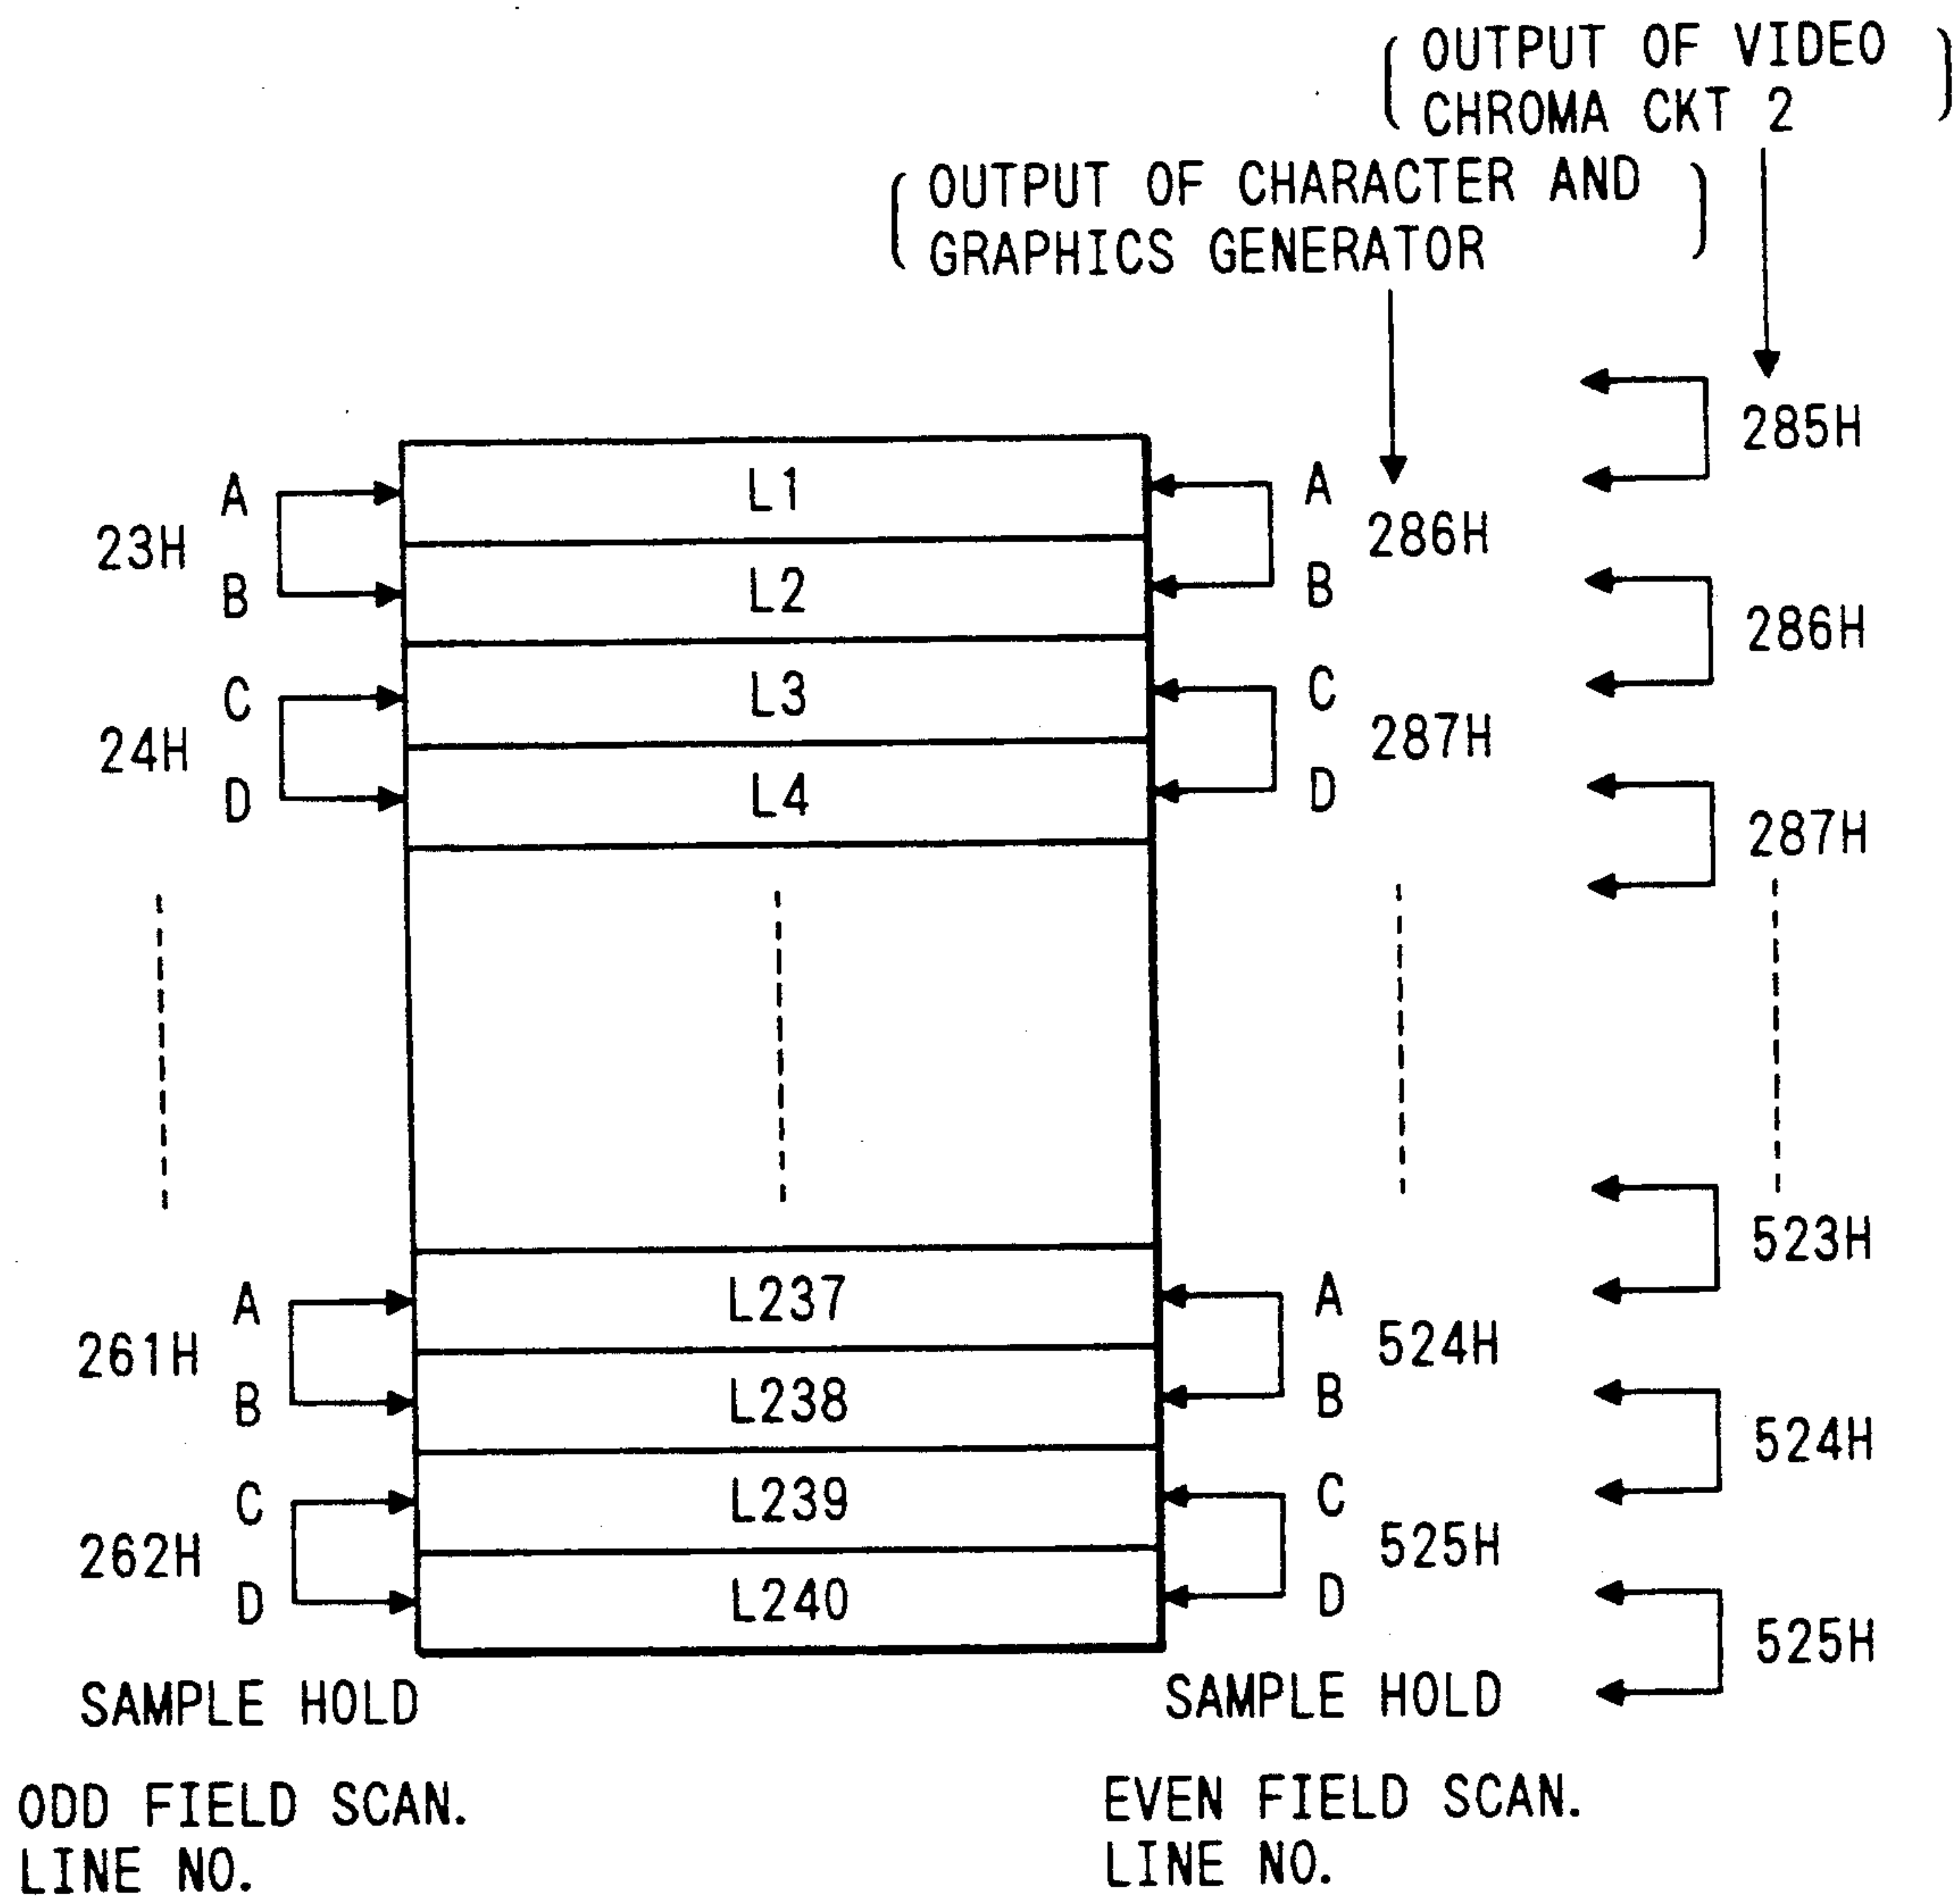 OUTPUT OF VIDEO
CHROMA CKT 2
OUTPUT OF CHARACTER AND
GRAPHICS GENERATOR
285H
A L1 A
23H 286H
B L2 B
286H
C L3 C
24H 287H
D L4 D
287H
523H
A L237 A
261H 524H
B L238 B
524H
C L239 C
262H 525H
D L240 D
525H
SAMPLE HOLD
SAMPLE HOLD
ODD FIELD SCAN.
LINE NO.
EVEN FIELD SCAN.
LINE NO.